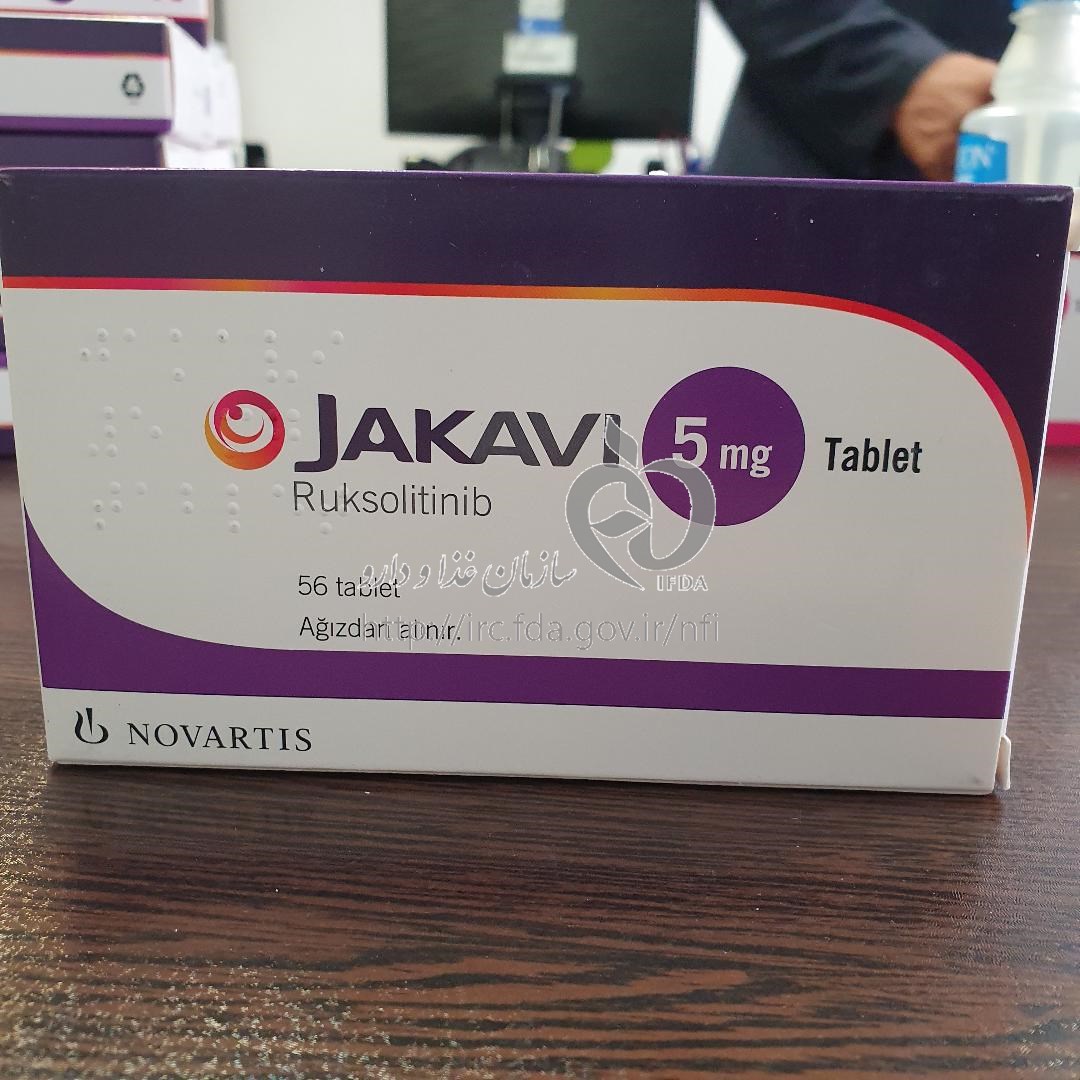 JAKAVI 5 mg Tablet
Ruksolitinib
56 tablet
Ağızdan alınır.
NOVARTIS
سازمان غذا و دارو
IFDA
http://irc.fda.gov.ir/nfi